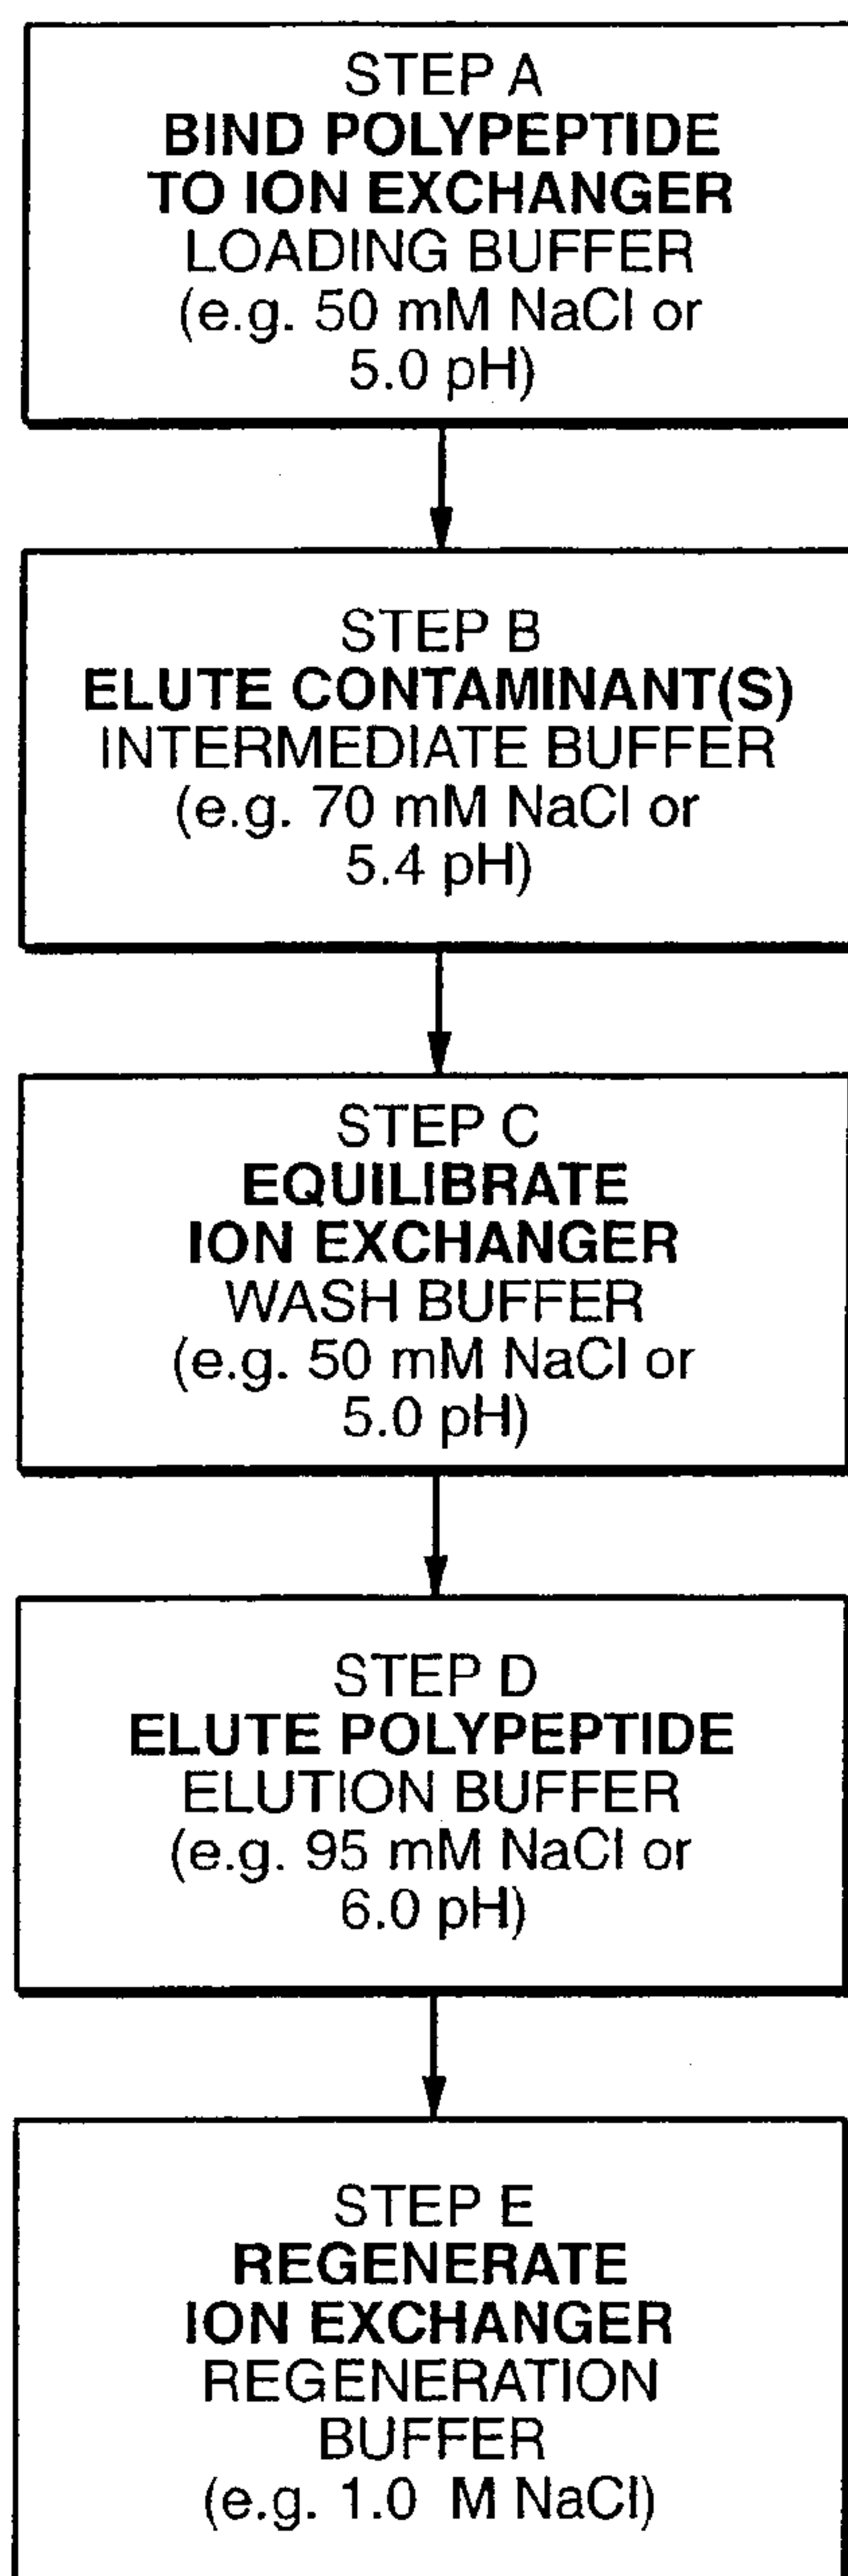 STEP A
BIND POLYPEPTIDE
TO ION EXCHANGER
LOADING BUFFER
(e.g. 50 mM NaCl or
5.0 pH)
STEP B
ELUTE CONTAMINANT(S)
INTERMEDIATE BUFFER
(e.g. 70 mM NaCl or
5.4 pH)
STEP C
EQUILIBRATE
ION EXCHANGER
WASH BUFFER
(e.g. 50 mM NaCl or
5.0 pH)
STEP D
ELUTE POLYPEPTIDE
ELUTION BUFFER
(e.g. 95 mM NaCl or
6.0 pH)
STEP E
REGENERATE
ION EXCHANGER
REGENERATION
BUFFER
(e.g. 1.0 M NaCl)